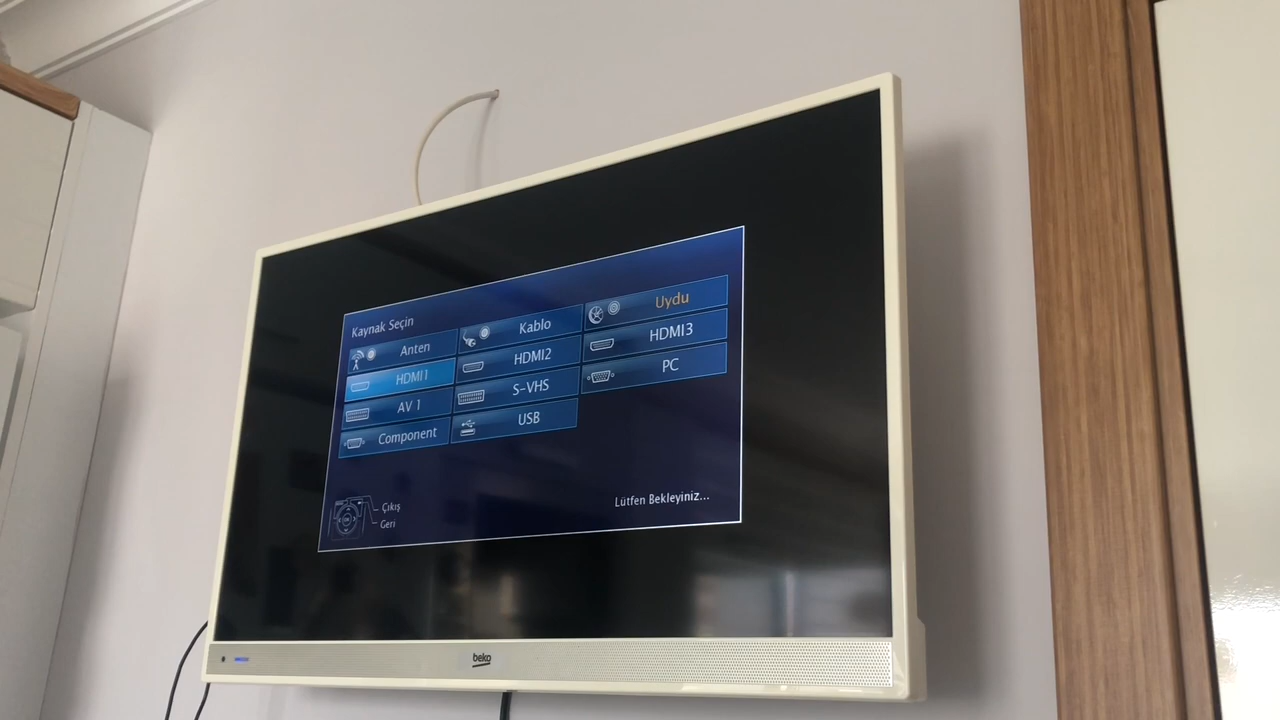 Kaynak Seçin
Anten
Kablo
Uydu
HDMI1
HDMI2
HDMI3
AV 1
S-VHS
PC
Component
USB
Çıkış
Geri
Lütfen Bekleyiniz...
beko